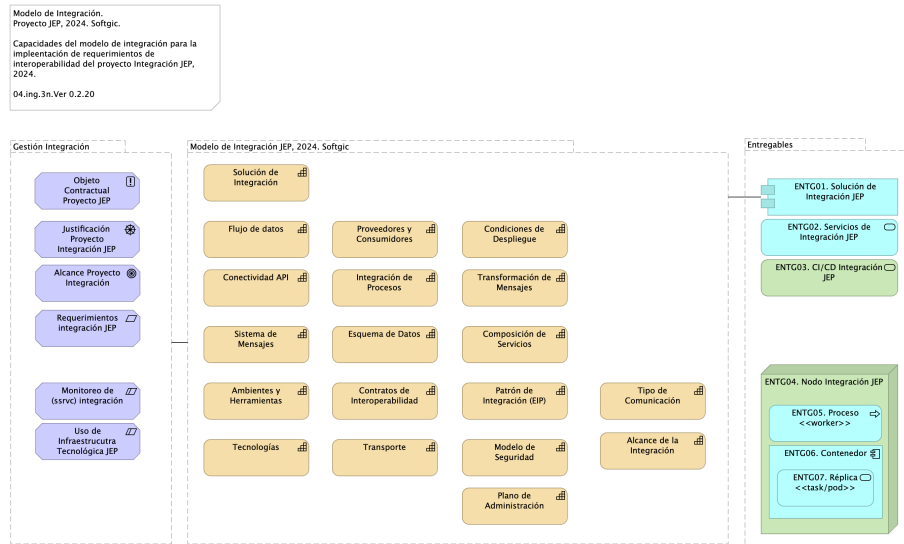 Modelo de Integración.
Proyecto JEP, 2024. Softgic.
Capacidades del modelo de integración para la
impleentación de requerimientos de
interoperabilidad del proyecto Integración JEP,
2024.
04.ing.3n.Ver 0.2.20
Gestión Integración
Objeto
Contractual
Proyecto JEP
Justificación
Proyecto
Integración JEP
Alcance Proyecto
Integración
Requerimientos
integración JEP
Monitoreo de
(ssrvc) integración
Uso de
Infraestrucutra
Tecnológica JEP
Modelo de Integración JEP, 2024. Softgic
Solución de
Integración
Flujo de datos
Proveedores y
Consumidores
Condiciones de
Despliegue
Conectividad API
Integración de
Procesos
Transformación de
Mensajes
Sistema de
Mensajes
Esquema de Datos
Composición de
Servicios
Ambientes y
Herramientas
Contratos de
Interoperabilidad
Patrón de
Integración (EIP)
Tipo de
Comunicación
Tecnologías
Transporte
Modelo de
Seguridad
Alcance de la
Integración
Plano de
Administración
Entregables
ENTG01. Solución de
Integración JEP
ENTG02. Servicios de
Integración JEP
ENTG03. CI/CD Integración
JEP
ENTG04. Nodo Integración JEP
ENTG05. Proceso
<<worker>>
ENTG06. Contenedor
ENTG07. Réplica
<<task/pod>>